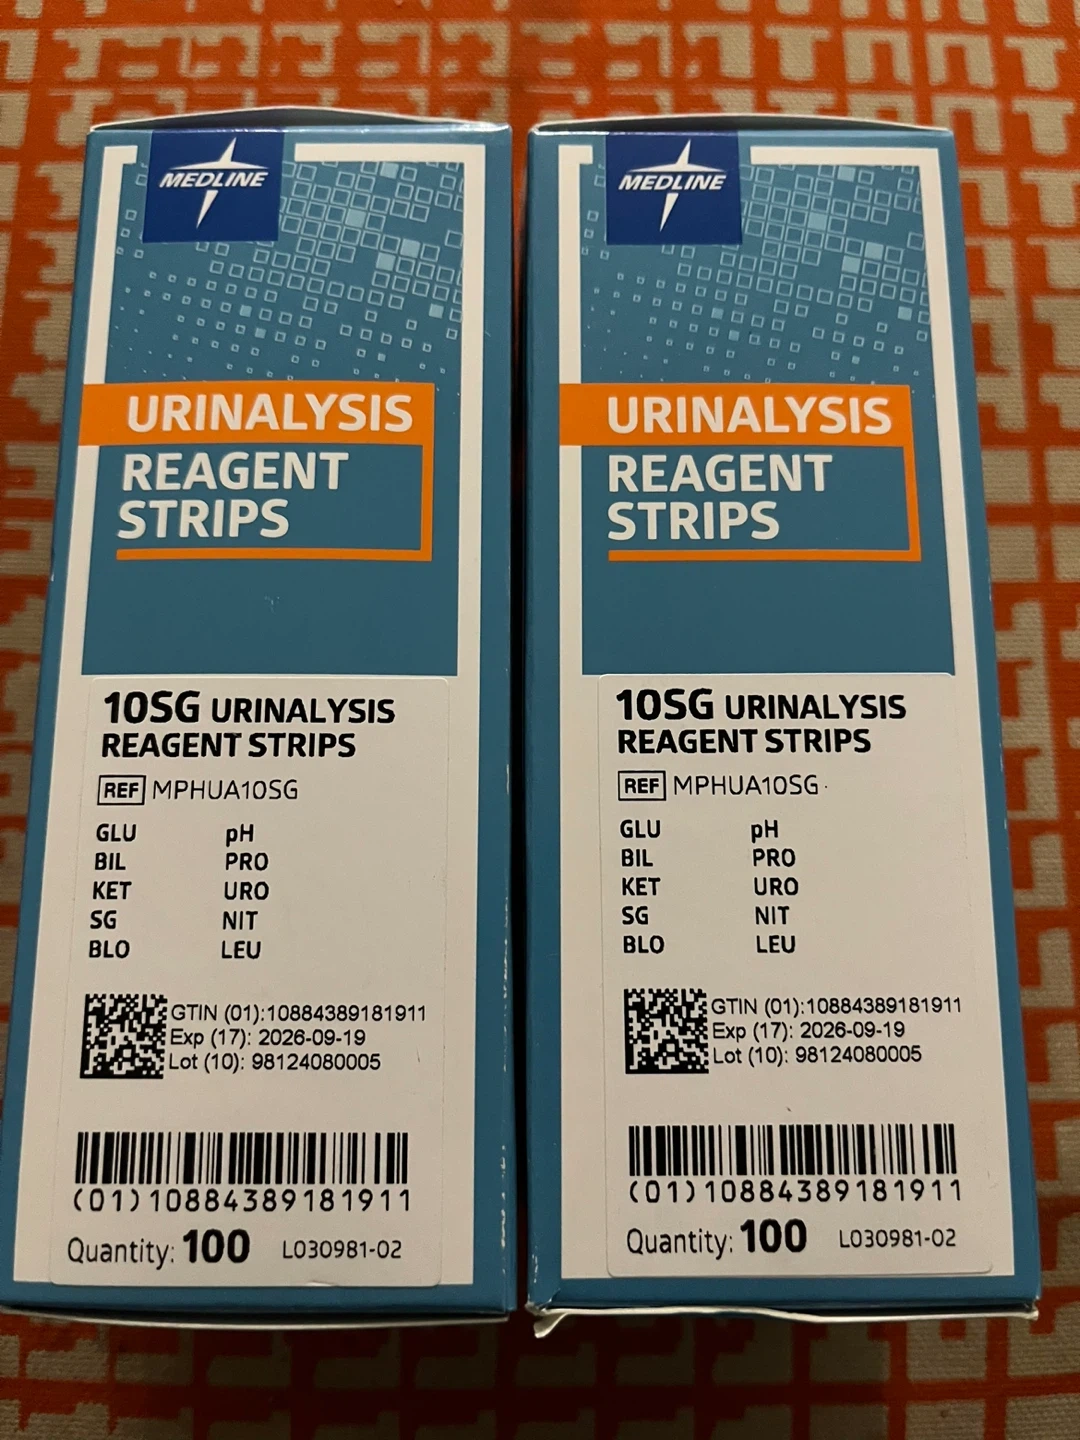 MEDLINE
URINALYSIS
REAGENT
STRIPS
10SG URINALYSIS
REAGENT STRIPS
REF MPHUA10SG
GLU pH
BIL PRO
KET URO
SG NIT
BLO LEU
GTIN (01):10884389181911
Exp (17): 2026-09-19
Lot (10): 98124080005
(01)10884389181911
Quantity: 100 L030981-02
MEDLINE
URINALYSIS
REAGENT
STRIPS
10SG URINALYSIS
REAGENT STRIPS
REF MPHUA10SG
GLU pH
BIL PRO
KET URO
SG NIT
BLO LEU
GTIN (01):10884389181911
Exp (17): 2026-09-19
Lot (10): 98124080005
(01)10884389181911
Quantity: 100 L030981-02